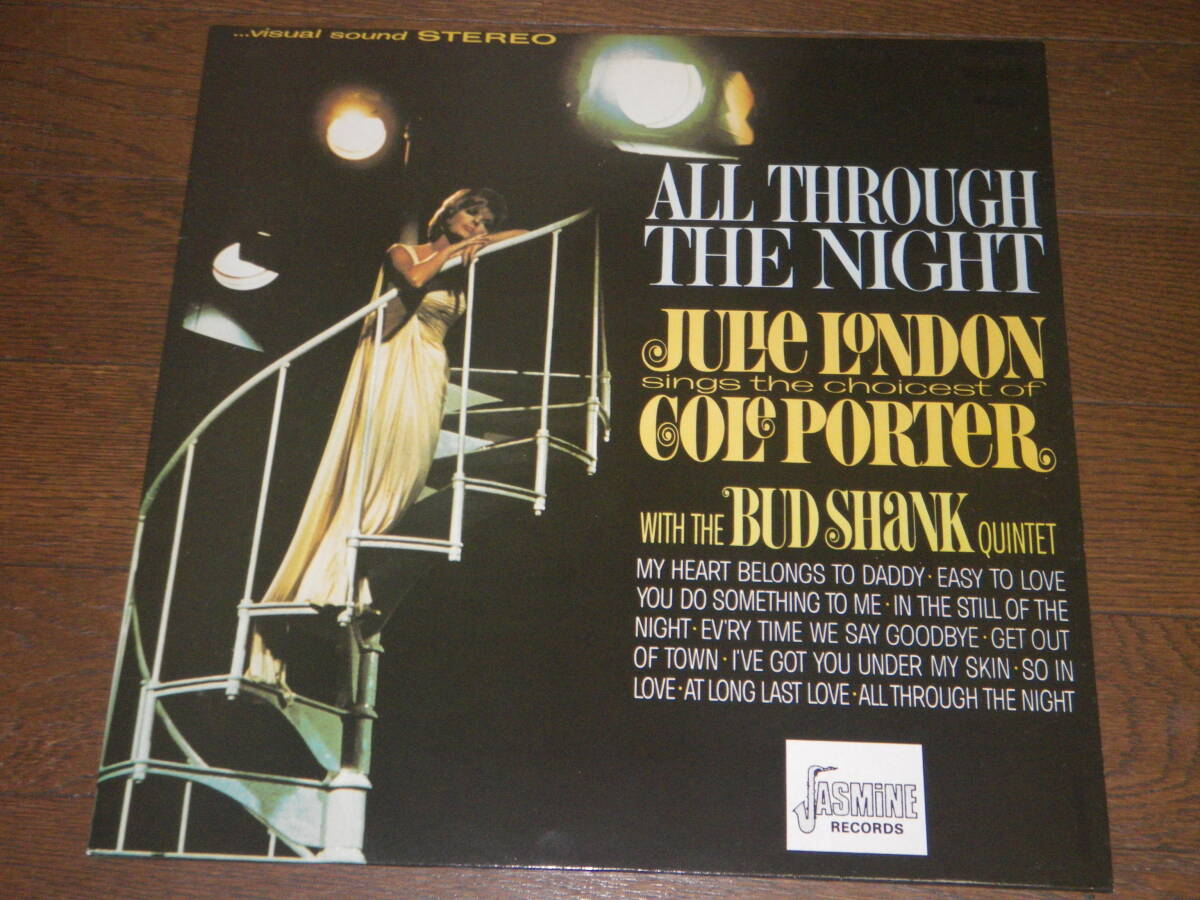 ...visual sound STEREO
ALL THROUGH
THE NIGHT
JULIE LONDON
sings the choicest of
COLE PORTER
WITH THE BUD SHANK QUINTET
MY HEART BELONGS TO DADDY · EASY TO LOVE
YOU DO SOMETHING TO ME · IN THE STILL OF THE
NIGHT · EV'RY TIME WE SAY GOODBYE · GET OUT
OF TOWN · I'VE GOT YOU UNDER MY SKIN · SO IN
LOVE · AT LONG LAST LOVE · ALL THROUGH THE NIGHT
JASMINE
RECORDS